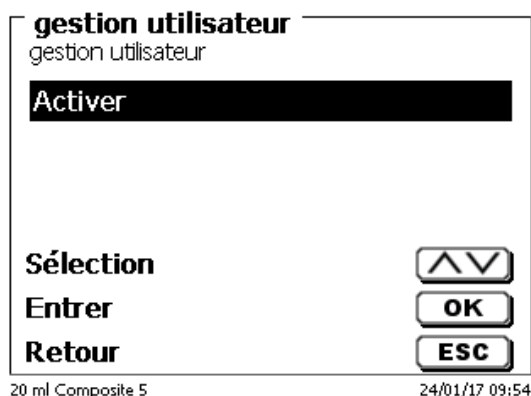 gestion utilisateur
gestion utilisateur
Activer
Sélection
Entrer OK
Retour ESC
20 ml Composite 5 24/01/17 09:54